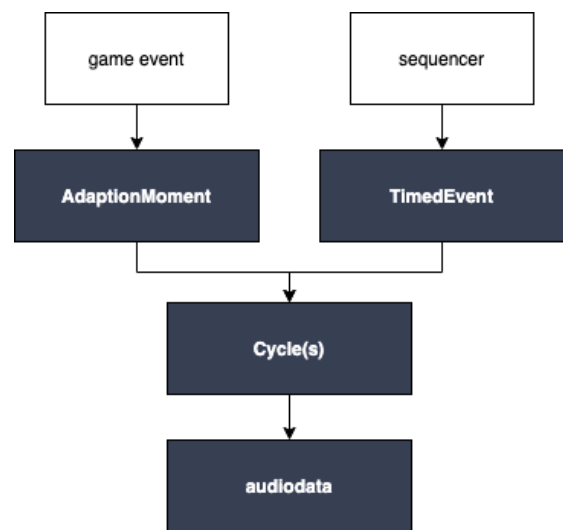 game event
sequencer
AdaptionMoment
TimedEvent
Cycle(s)
audiodata